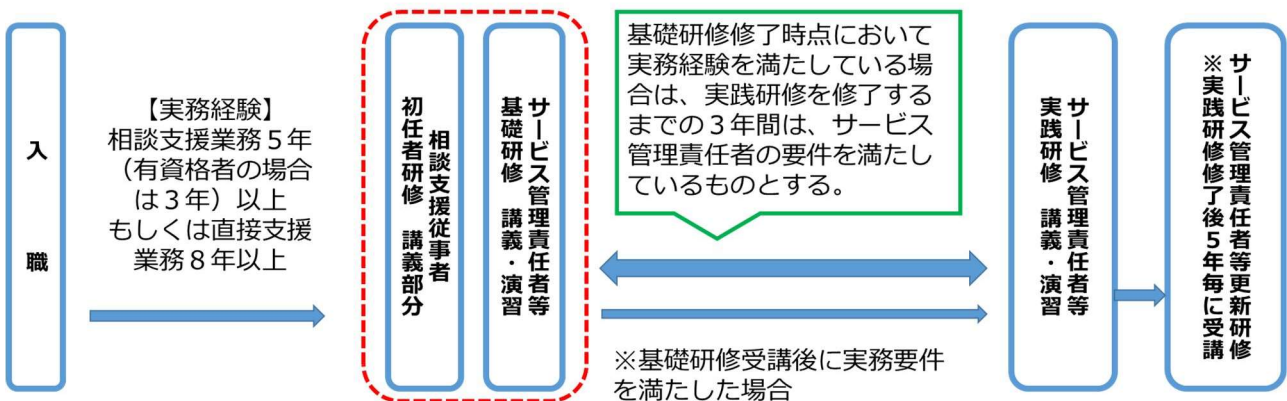 入職
【実務経験】
相談支援業務５年
（有資格者の場合
は３年）以上
もしくは直接支援
業務８年以上
相談支援従事者
初任者研修　講義部分
サービス管理責任者等
基礎研修　講義・演習
基礎研修修了時点において
実務経験を満たしている場
合は、実践研修を修了する
までの３年間は、サービス
管理責任者の要件を満たし
ているものとする。
※基礎研修受講後に実務要件
を満たした場合
サービス管理責任者等
実践研修　講義・演習
サービス管理責任者等更新研修
※実践研修修了後５年毎に受講